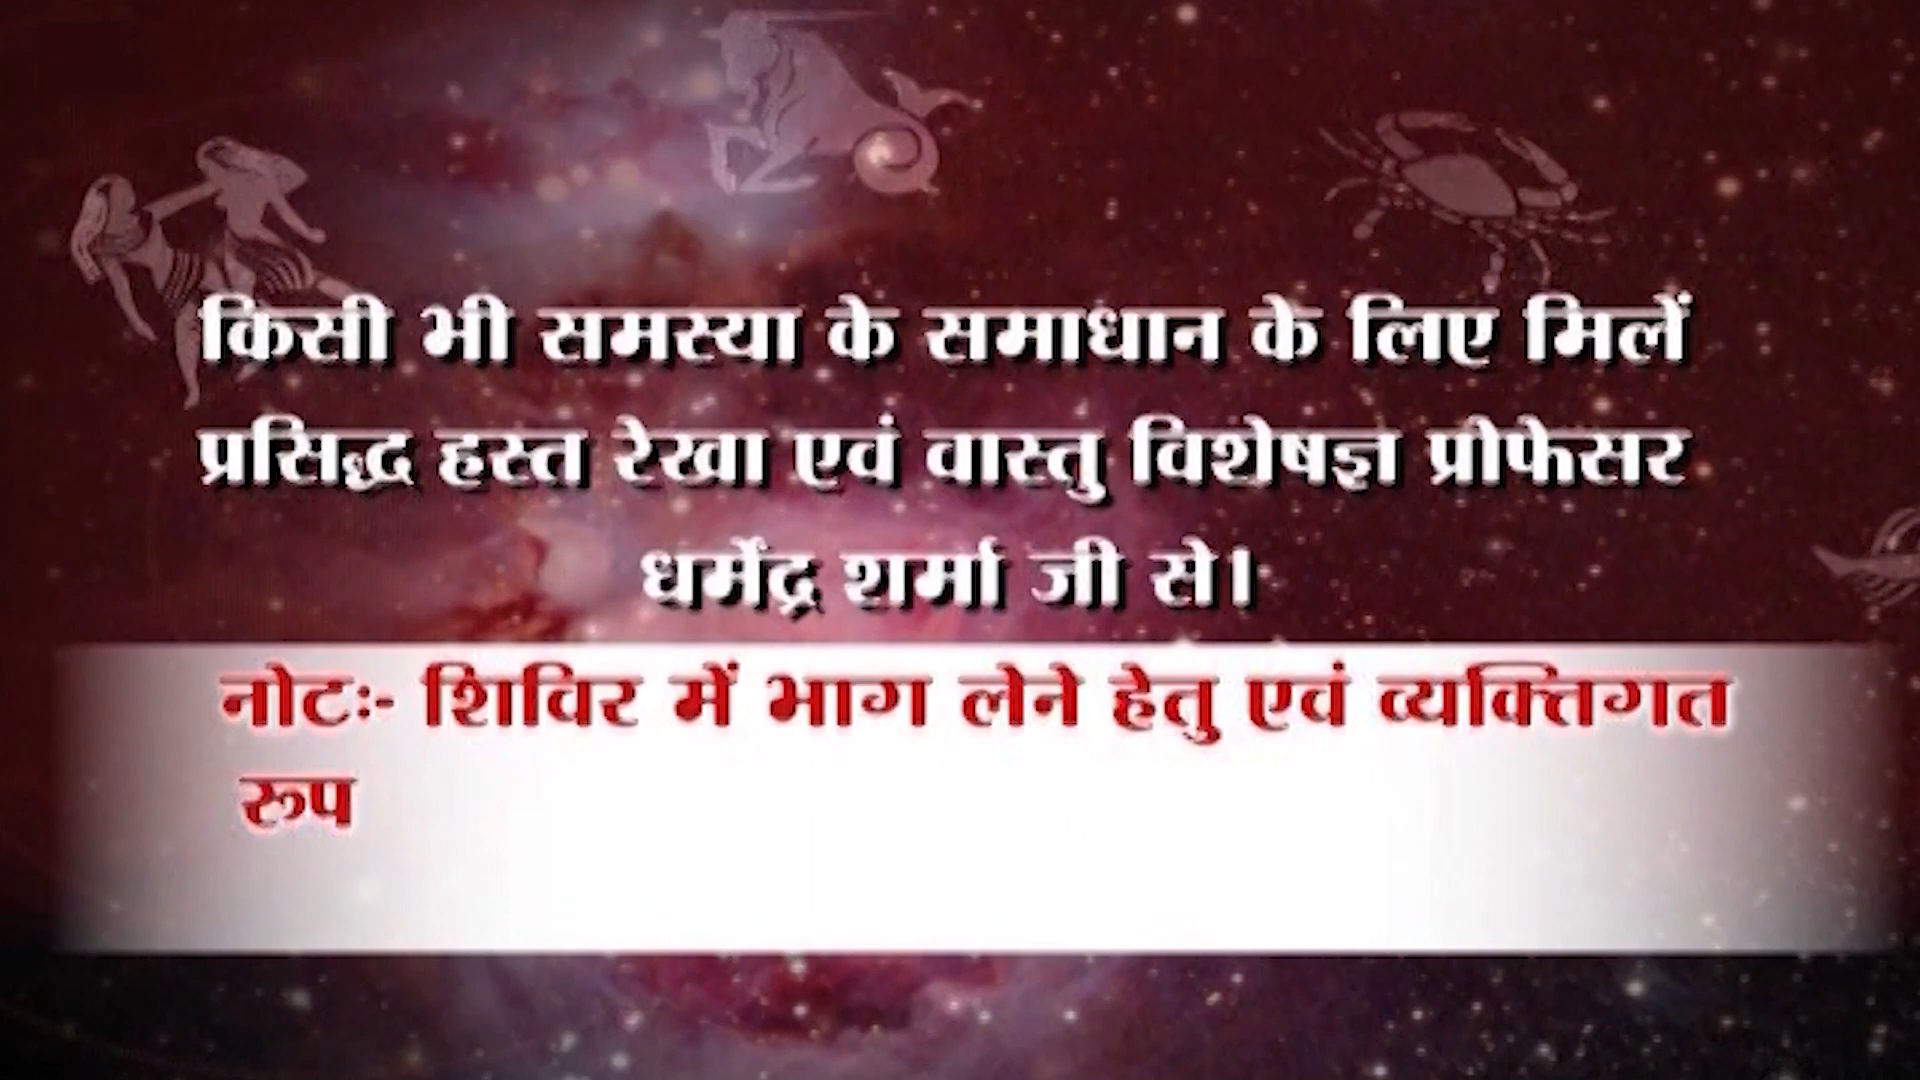 किसी भी समस्या के समाधान के लिए मिलें
प्रसिद्ध हस्त रेखा एवं वास्तु विशेषज्ञ प्रोफेसर
धर्मेंद्र शर्मा जी से।
नोटः- शिविर में भाग लेने हेतु एवं व्यक्तिगत
रूप